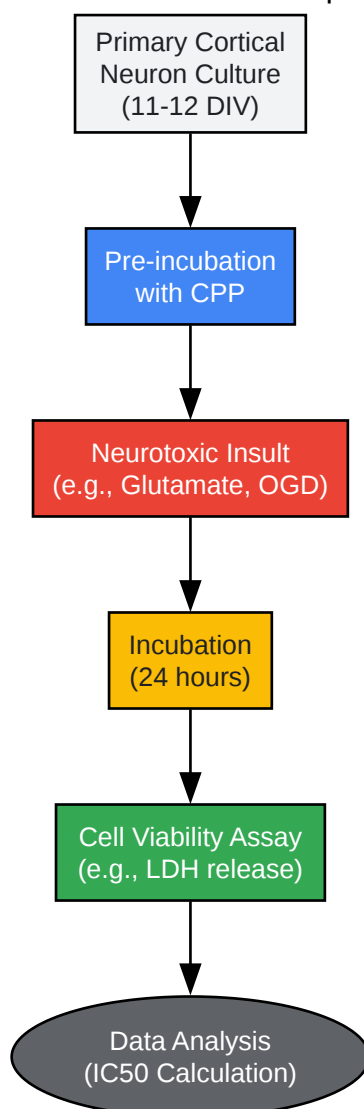 Primary Cortical
Neuron Culture
(11-12 DIV)
Pre-incubation
with CPP
Neurotoxic Insult
(e.g., Glutamate, OGD)
Incubation
(24 hours)
Cell Viability Assay
(e.g., LDH release)
Data Analysis
(IC50 Calculation)